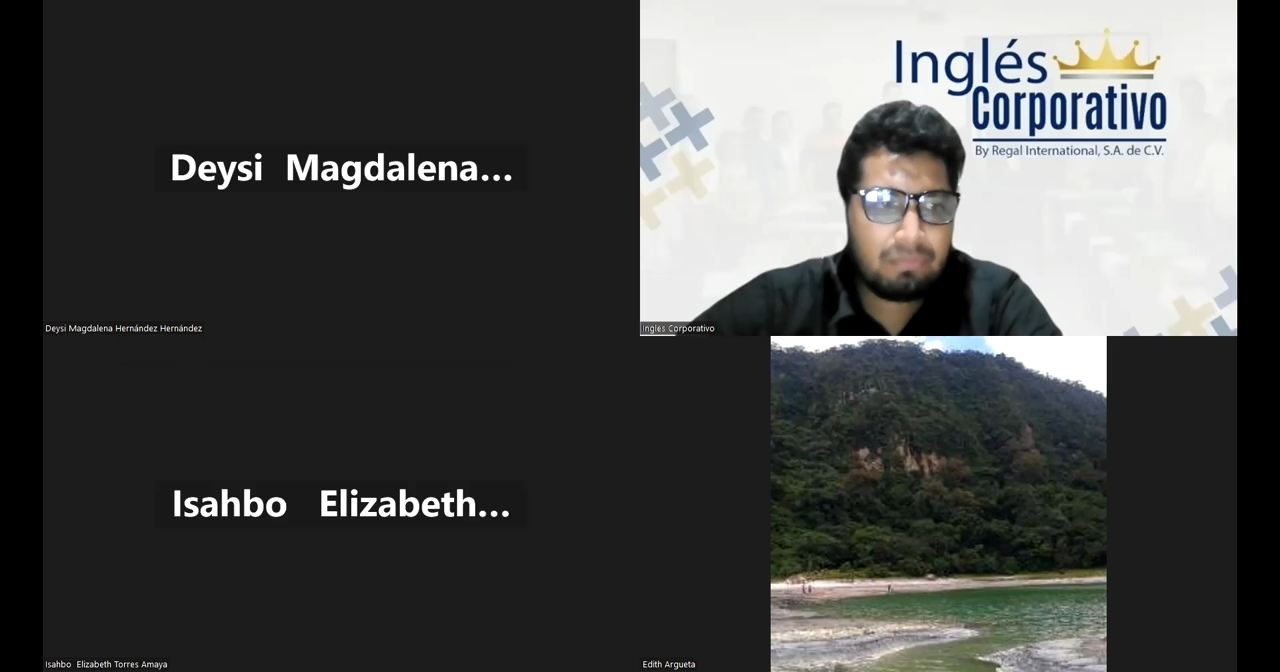 Deysi Magdalena...
Deysi Magdalena Hernández Hernández
Inglés
Corporativo
By Regal International, S.A. de C.V.
Inglés Corporativo
Isahbo Elizabeth...
Isahbo Elizabeth Torres Amaya
Edith Argueta